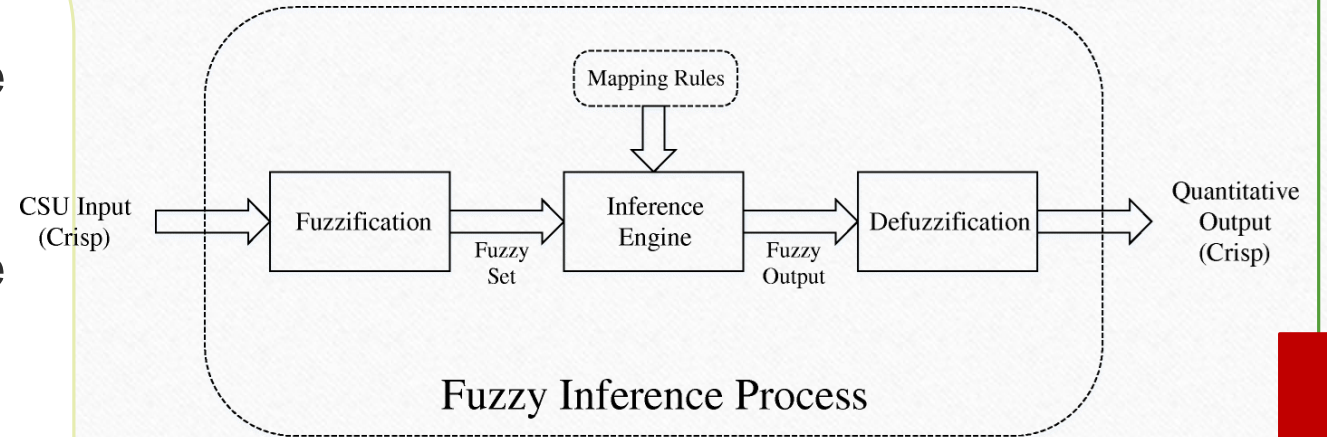 e
e
Mapping Rules
CSU Input
(Crisp)
Fuzzification
Fuzzy
Set
Inference
Engine
Fuzzy
Output
Defuzzification
Quantitative
Output
(Crisp)
Fuzzy Inference Process